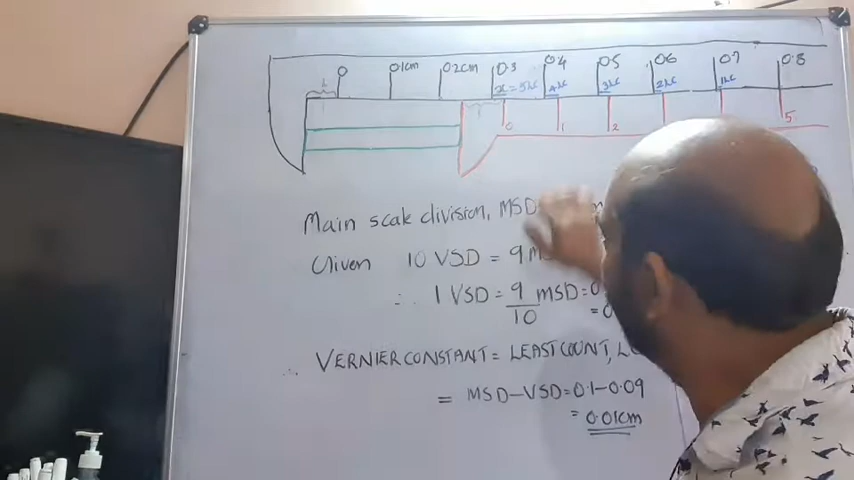 0 0.1cm 0.2cm 0.3 0.4 0.5 0.6 0.7 0.8
0 1 2 5
Main scale division, MSD
Given 10 VSD = 9 M
∴ 1 VSD = 9/10 MSD = 0
= 0
∴ VERNIER CONSTANT = LEAST COUNT, L
= MSD – VSD = 0.1 – 0.09
= 0.01cm